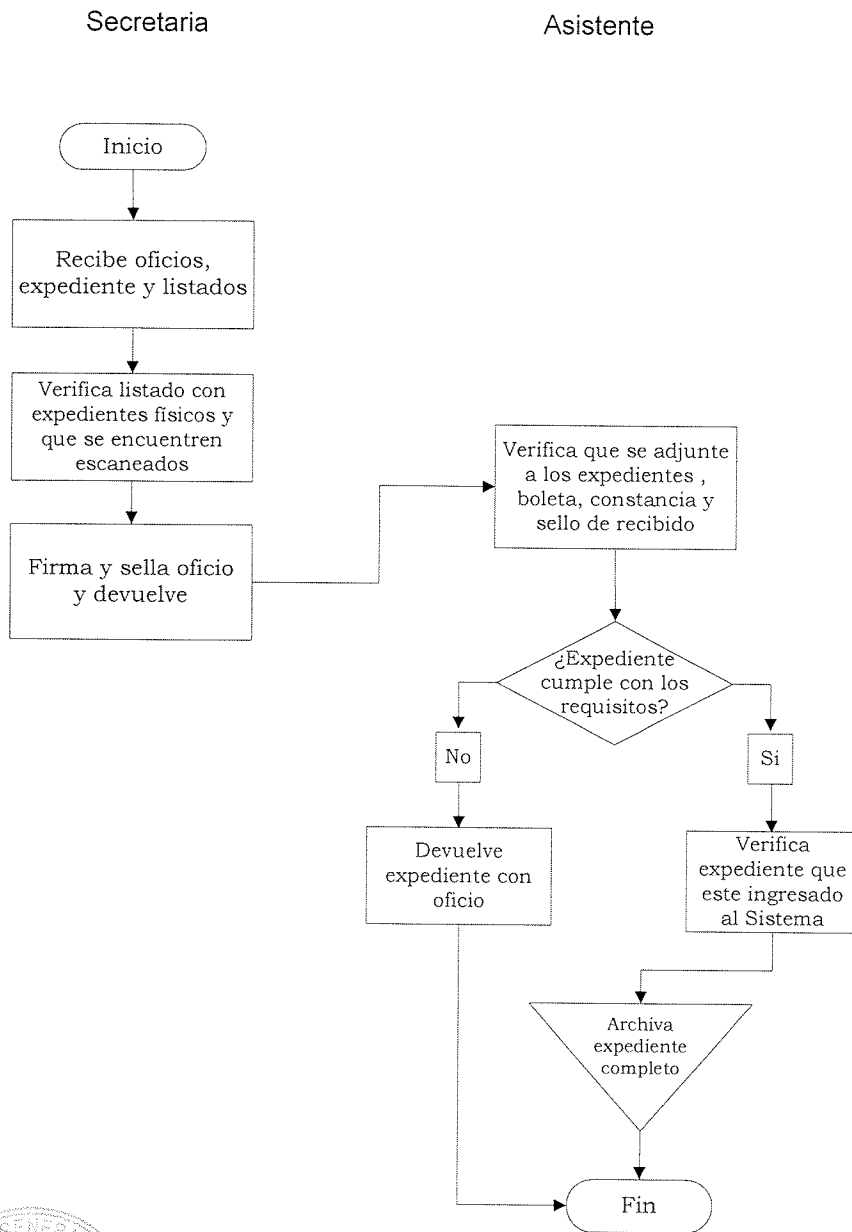 Secretaria
Asistente
Inicio
Recibe oficios,
expediente y listados
Verifica listado con
expedientes físicos y
que se encuentren
escaneados
Firma y sella oficio
y devuelve
Verifica que se adjunte
a los expedientes ,
boleta, constancia y
sello de recibido
¿Expediente
cumple con los
requisitos?
No
Si
Devuelve
expediente con
oficio
Verifica
expediente que
este ingresado
al Sistema
Archiva
expediente
completo
Fin